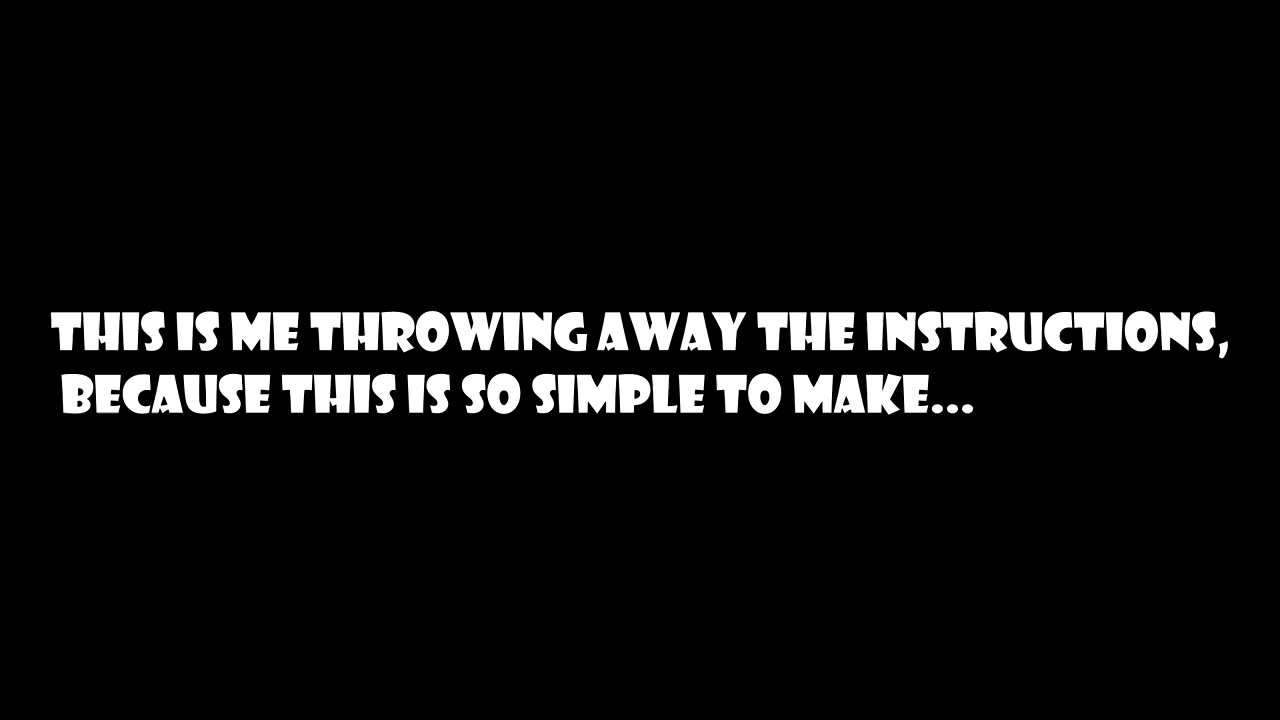 THIS IS ME THROWING AWAY THE INSTRUCTIONS,
BECAUSE THIS IS SO SIMPLE TO MAKE...